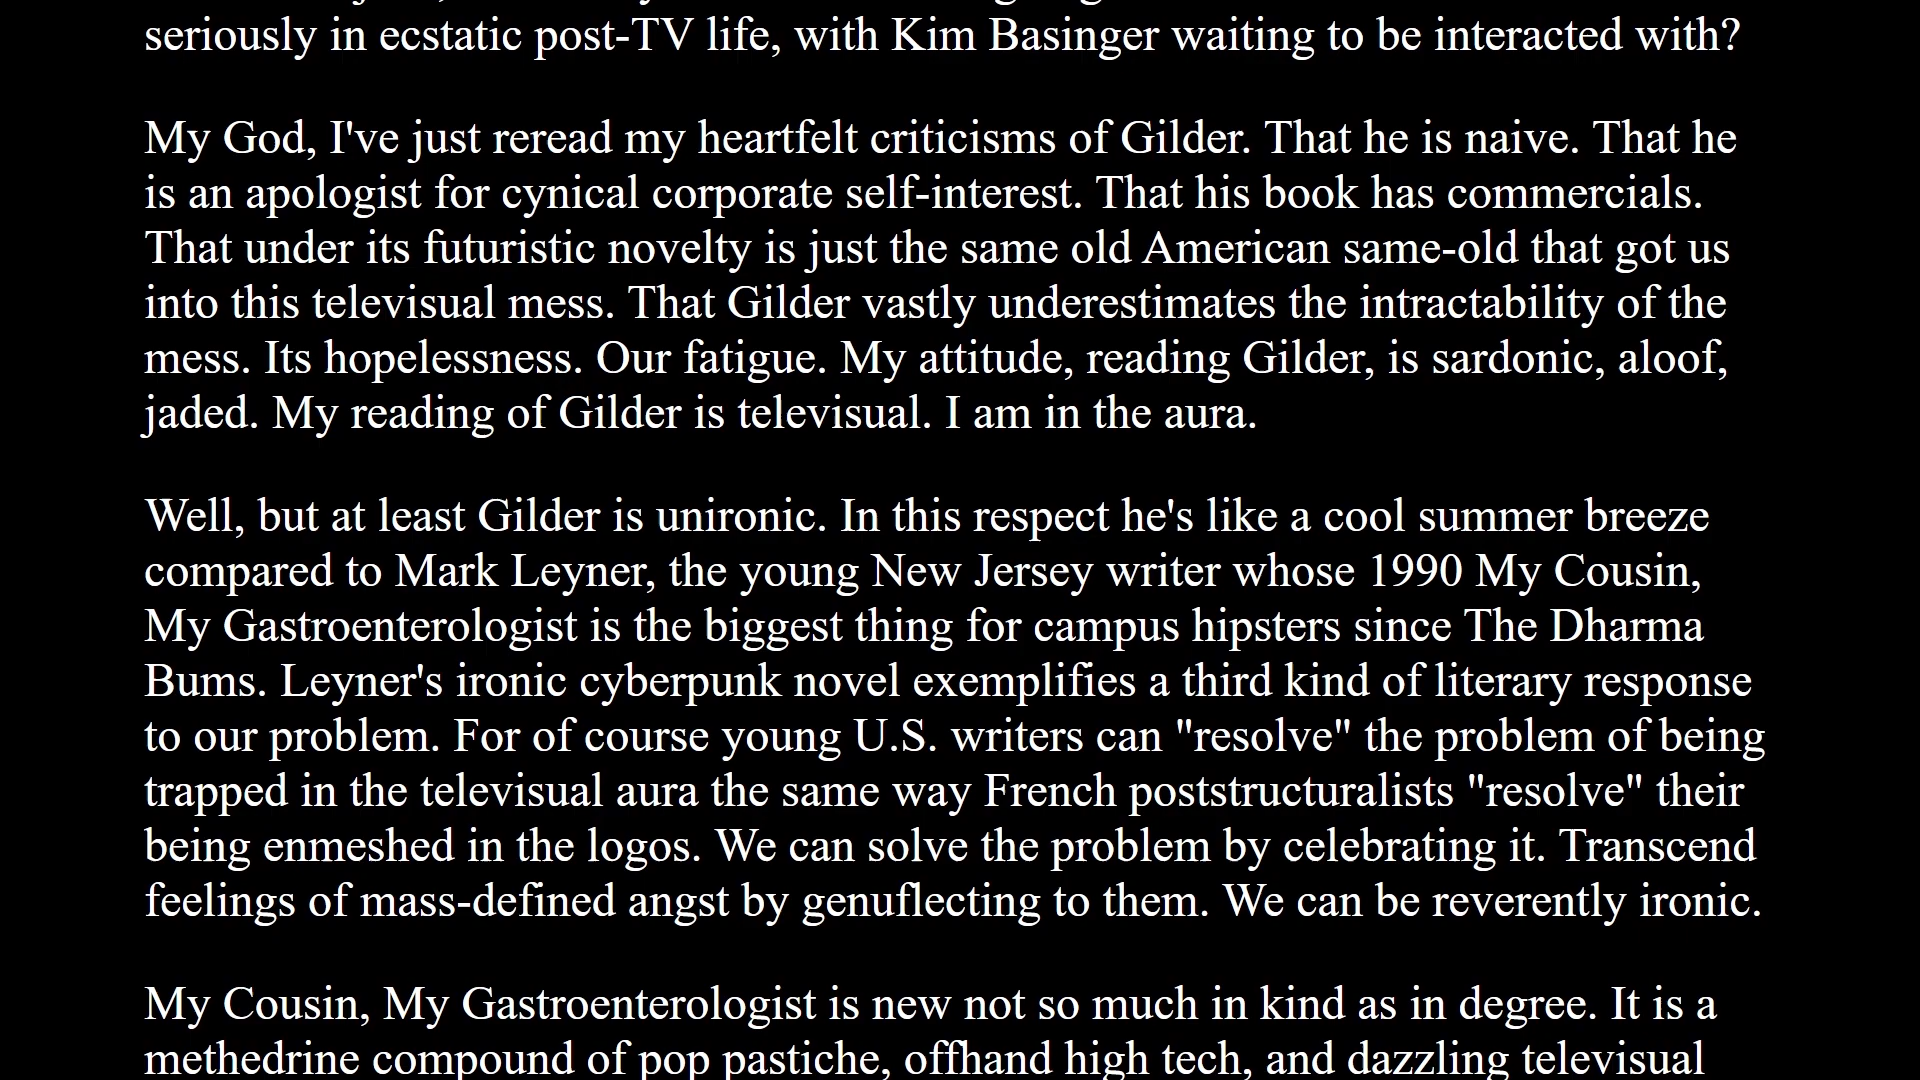 seriously in ecstatic post-TV life, with Kim Basinger waiting to be interacted with?
My God, I've just reread my heartfelt criticisms of Gilder. That he is naive. That he
is an apologist for cynical corporate self-interest. That his book has commercials.
That under its futuristic novelty is just the same old American same-old that got us
into this televisual mess. That Gilder vastly underestimates the intractability of the
mess. Its hopelessness. Our fatigue. My attitude, reading Gilder, is sardonic, aloof,
jaded. My reading of Gilder is televisual. I am in the aura.
Well, but at least Gilder is unironic. In this respect he's like a cool summer breeze
compared to Mark Leyner, the young New Jersey writer whose 1990 My Cousin,
My Gastroenterologist is the biggest thing for campus hipsters since The Dharma
Bums. Leyner's ironic cyberpunk novel exemplifies a third kind of literary response
to our problem. For of course young U.S. writers can "resolve" the problem of being
trapped in the televisual aura the same way French poststructuralists "resolve" their
being enmeshed in the logos. We can solve the problem by celebrating it. Transcend
feelings of mass-defined angst by genuflecting to them. We can be reverently ironic.
My Cousin, My Gastroenterologist is new not so much in kind as in degree. It is a
methedrine compound of pop pastiche, offhand high tech, and dazzling televisual